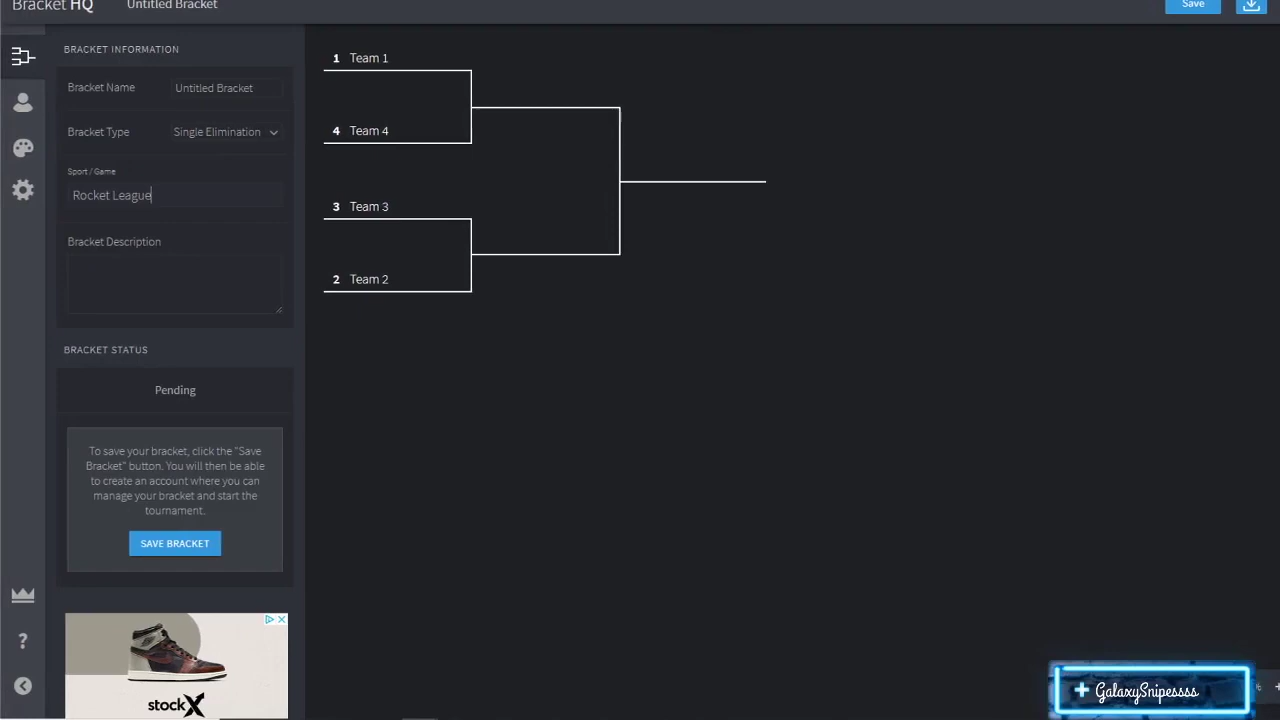 Bracket HQ
Untitled Bracket
Save
BRACKET INFORMATION
Bracket Name
Untitled Bracket
Bracket Type
Single Elimination
Sport / Game
Rocket League
Bracket Description
BRACKET STATUS
Pending
To save your bracket, click the "Save
Bracket" button. You will then be able
to create an account where you can
manage your bracket and start the
tournament.
SAVE BRACKET
stockX
?
1 Team 1
4 Team 4
3 Team 3
2 Team 2
+ GalaxySnipessss